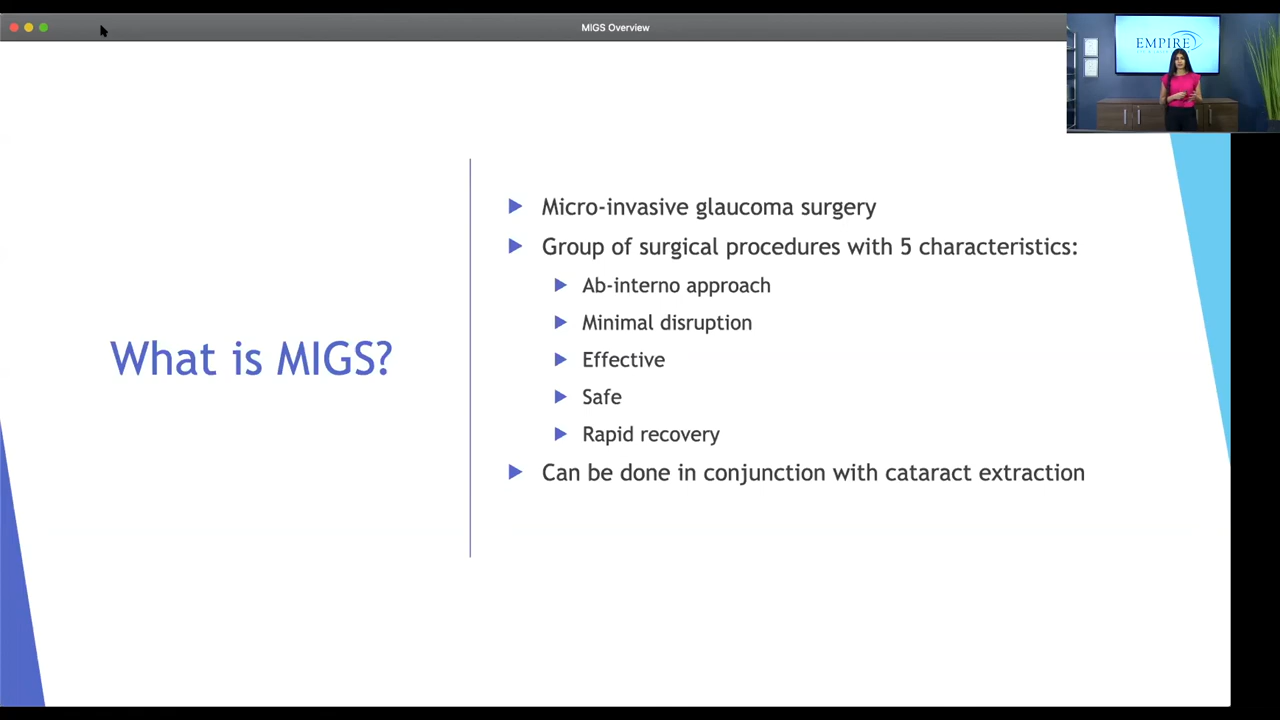 MIGS Overview
EMPIRE
What is MIGS?
Micro-invasive glaucoma surgery
Group of surgical procedures with 5 characteristics:
Ab-interno approach
Minimal disruption
Effective
Safe
Rapid recovery
Can be done in conjunction with cataract extraction